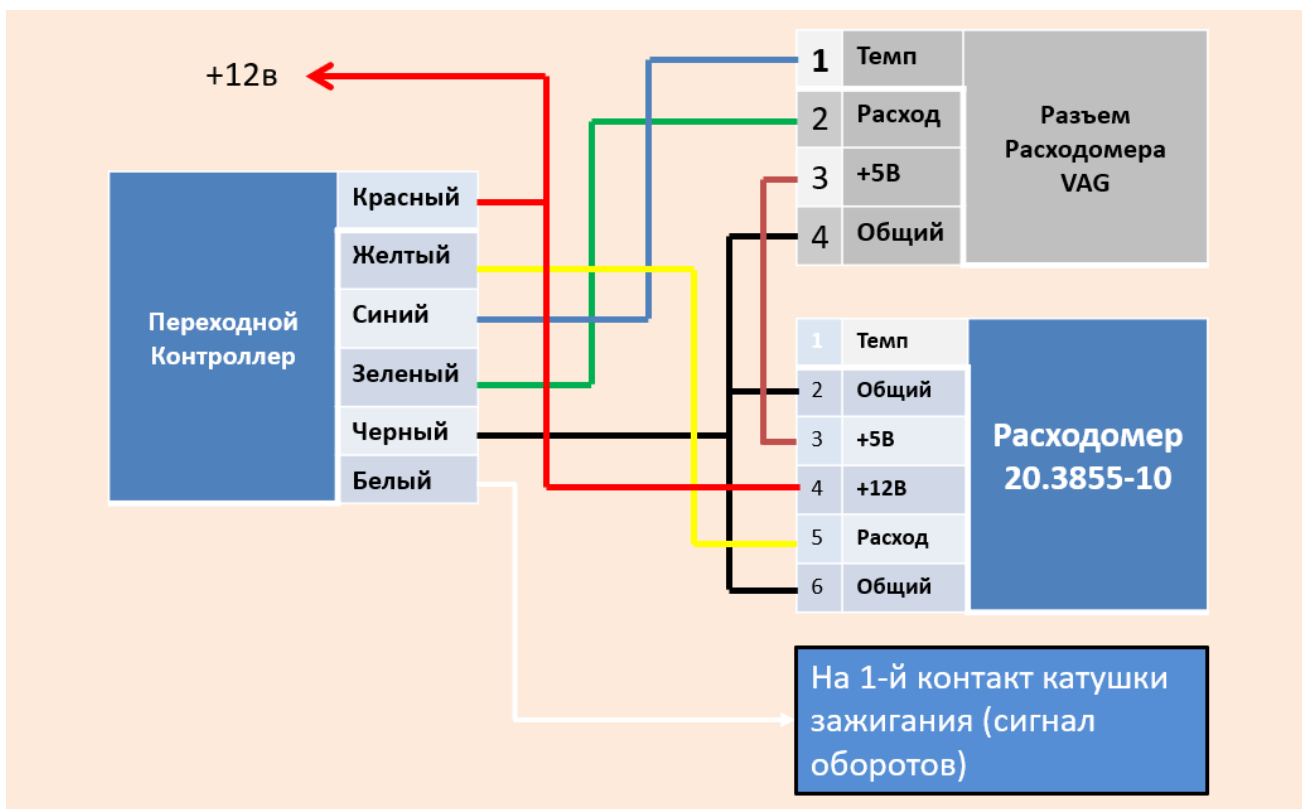 +12в
Переходной
Контроллер
Красный
Желтый
Синий
Зеленый
Черный
Белый
1 Темп
2 Расход
3 +5В
4 Общий
Разъем
Расходомера
VAG
1 Темп
2 Общий
3 +5В
4 +12В
5 Расход
6 Общий
Расходомер
20.3855-10
На 1-й контакт катушки
зажигания (сигнал
оборотов)